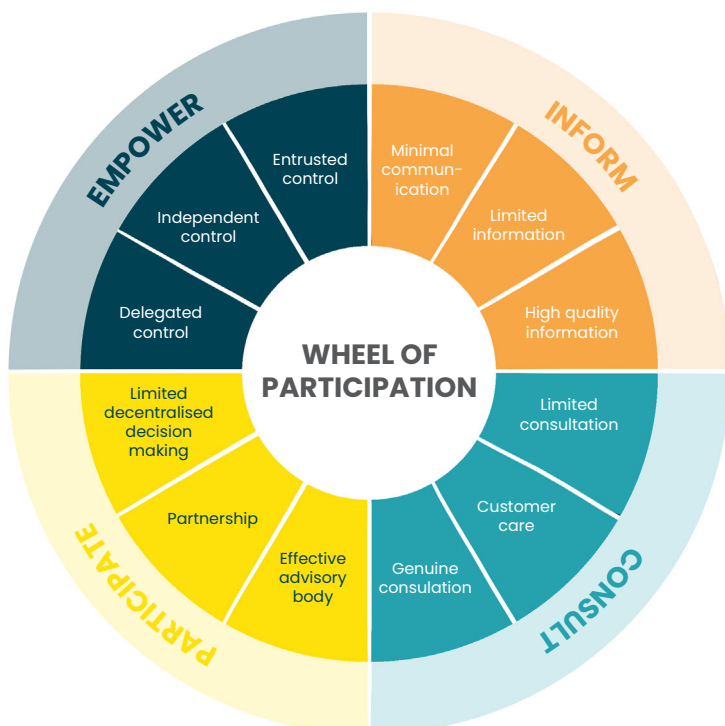 WHEEL OF
PARTICIPATION
INFORM
Minimal
commun-
ication
Limited
information
High quality
information
CONSULT
Limited
consultation
Customer
care
Genuine
consulation
PARTICIPATE
Effective
advisory
body
Partnership
Limited
decentralised
decision
making
EMPOWER
Delegated
control
Independent
control
Entrusted
control